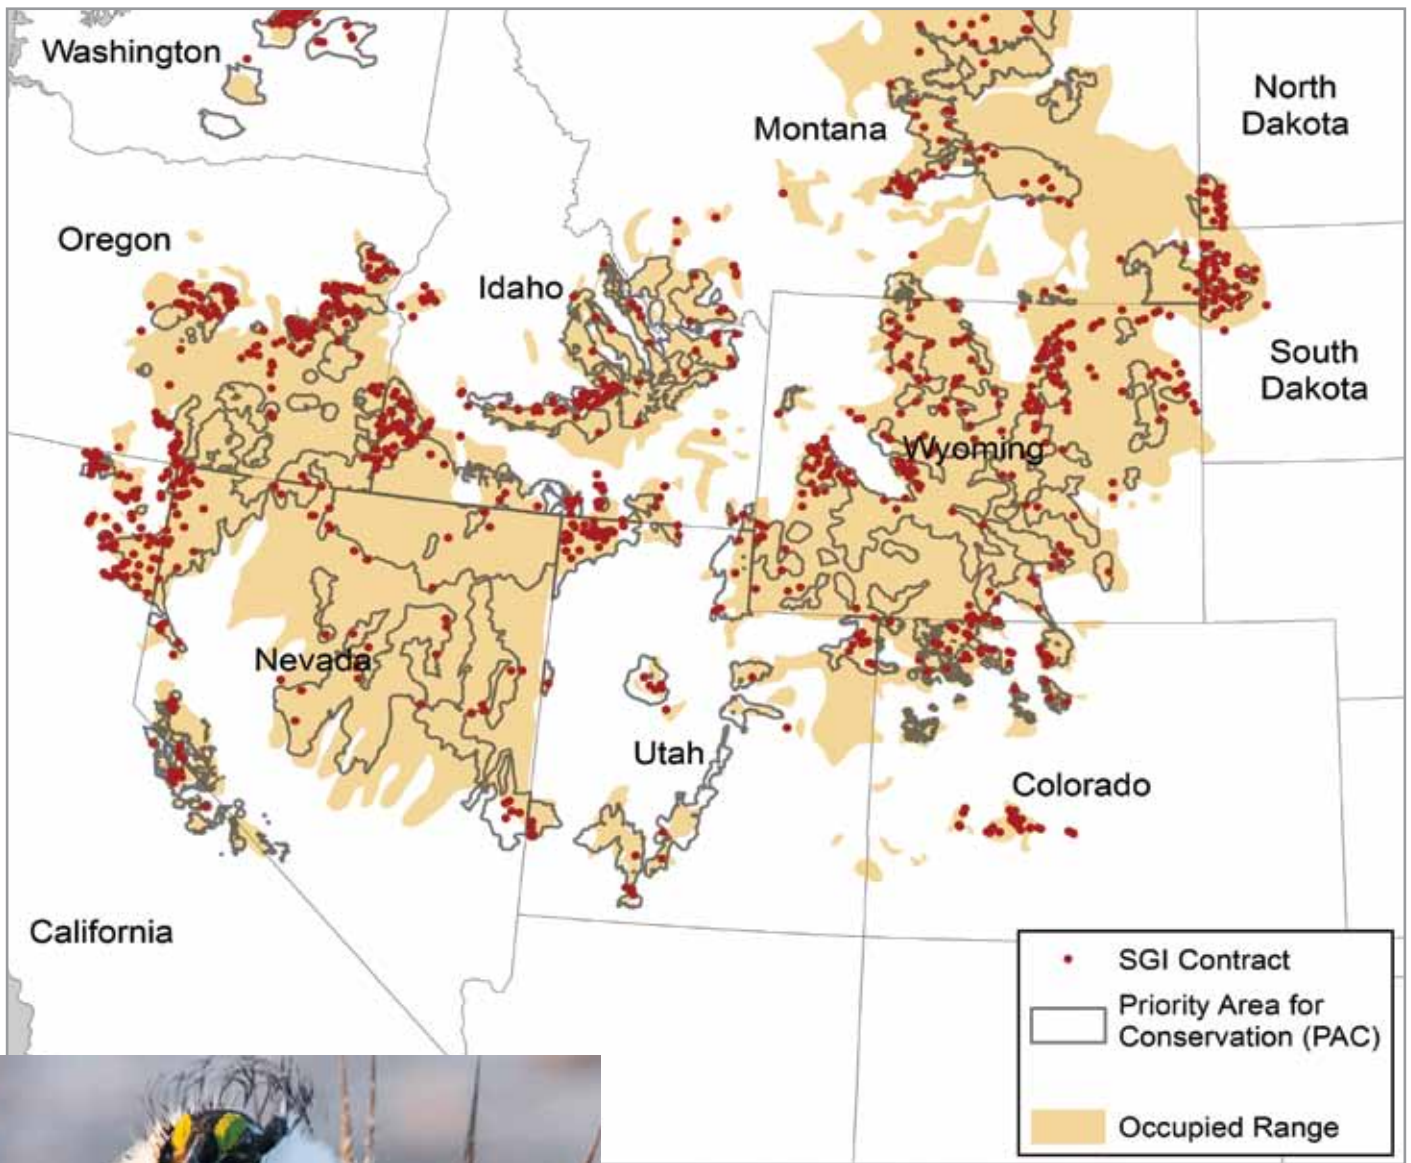 Washington
Montana
North
Dakota
Oregon
Idaho
South
Dakota
Wyoming
Nevada
Utah
Colorado
California
SGI Contract
Priority Area for
Conservation (PAC)
Occupied Range